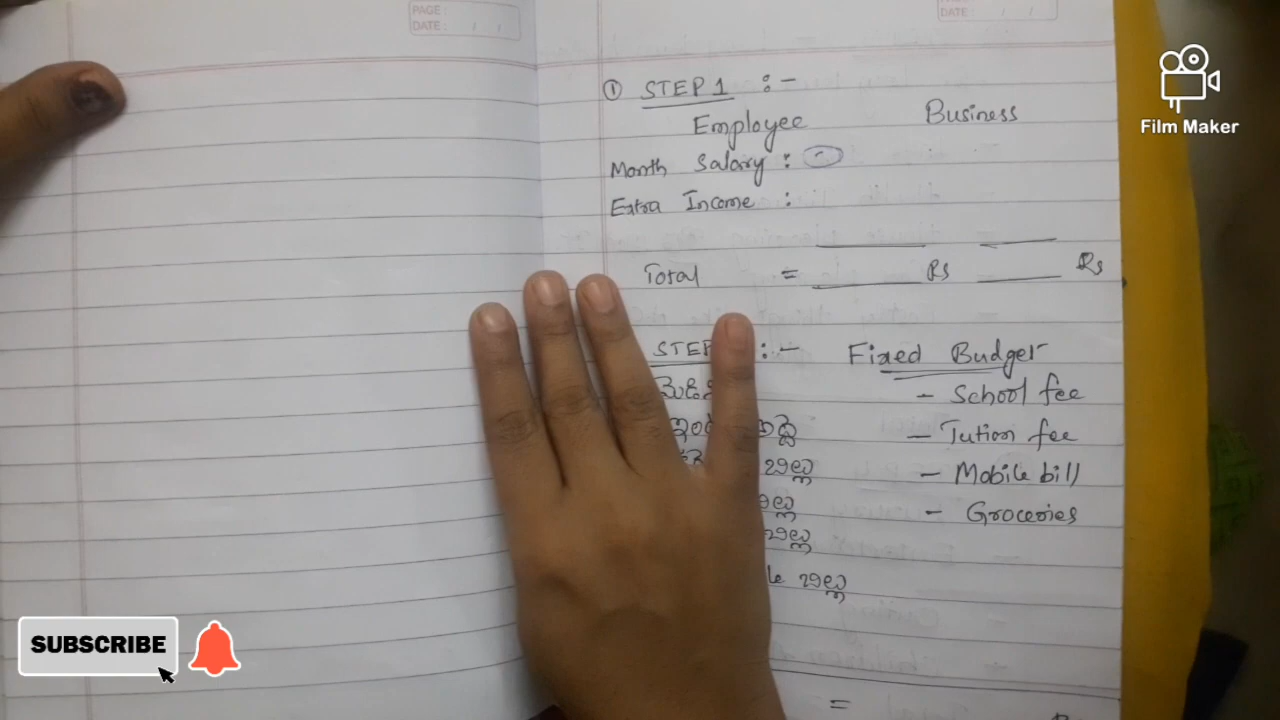 PAGE :
DATE : / /
DATE : / /
Film Maker
① STEP 1 :-
Employee Business
Month Salary : -
Extra Income :
Total = Rs Rs
STEP :- Fixed Budget
- School fee
- Tution fee
ಬಿಲ್ಲು - Mobile bill
ಬಿಲ್ಲು - Groceries
ಬಿಲ್ಲು
ಬಿಲ್ಲು
=
SUBSCRIBE